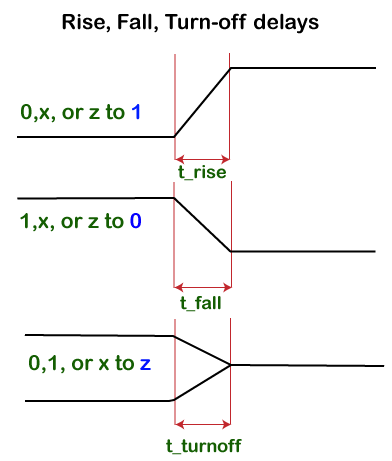 Rise, Fall, Turn-off delays
0,x, or z to 1
t_rise
1,x, or z to 0
t_fall
0,1, or x to z
t_turnoff